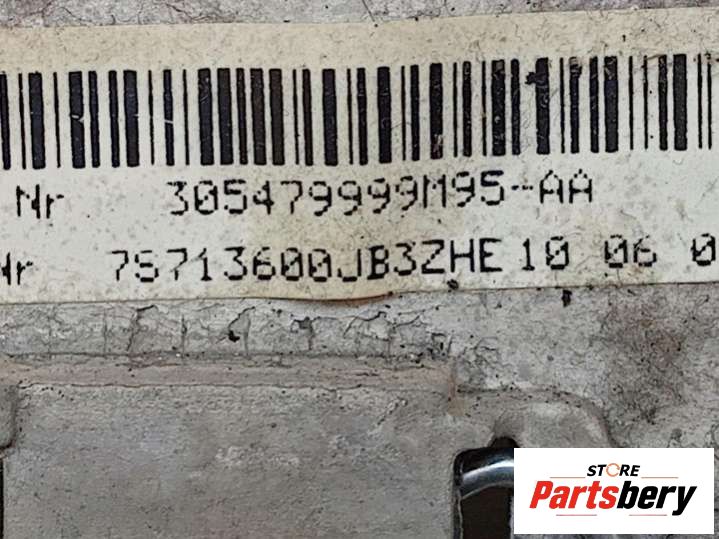 Nr 305479999M95-AA
Nr 7S713600JB3ZHE 10 06 0
STORE
Partsbery